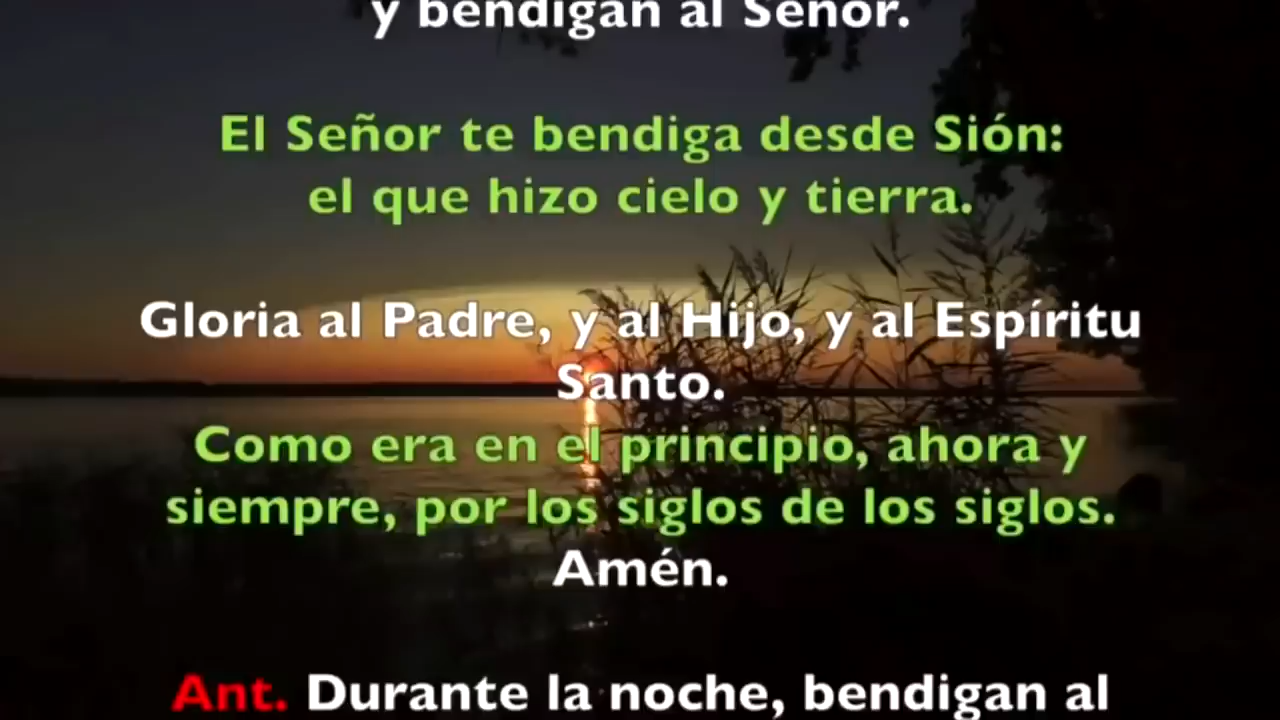 y bendigan al Señor.
El Señor te bendiga desde Sión:
el que hizo cielo y tierra.
Gloria al Padre, y al Hijo, y al Espíritu
Santo.
Como era en el principio, ahora y
siempre, por los siglos de los siglos.
Amén.
Ant. Durante la noche, bendigan al